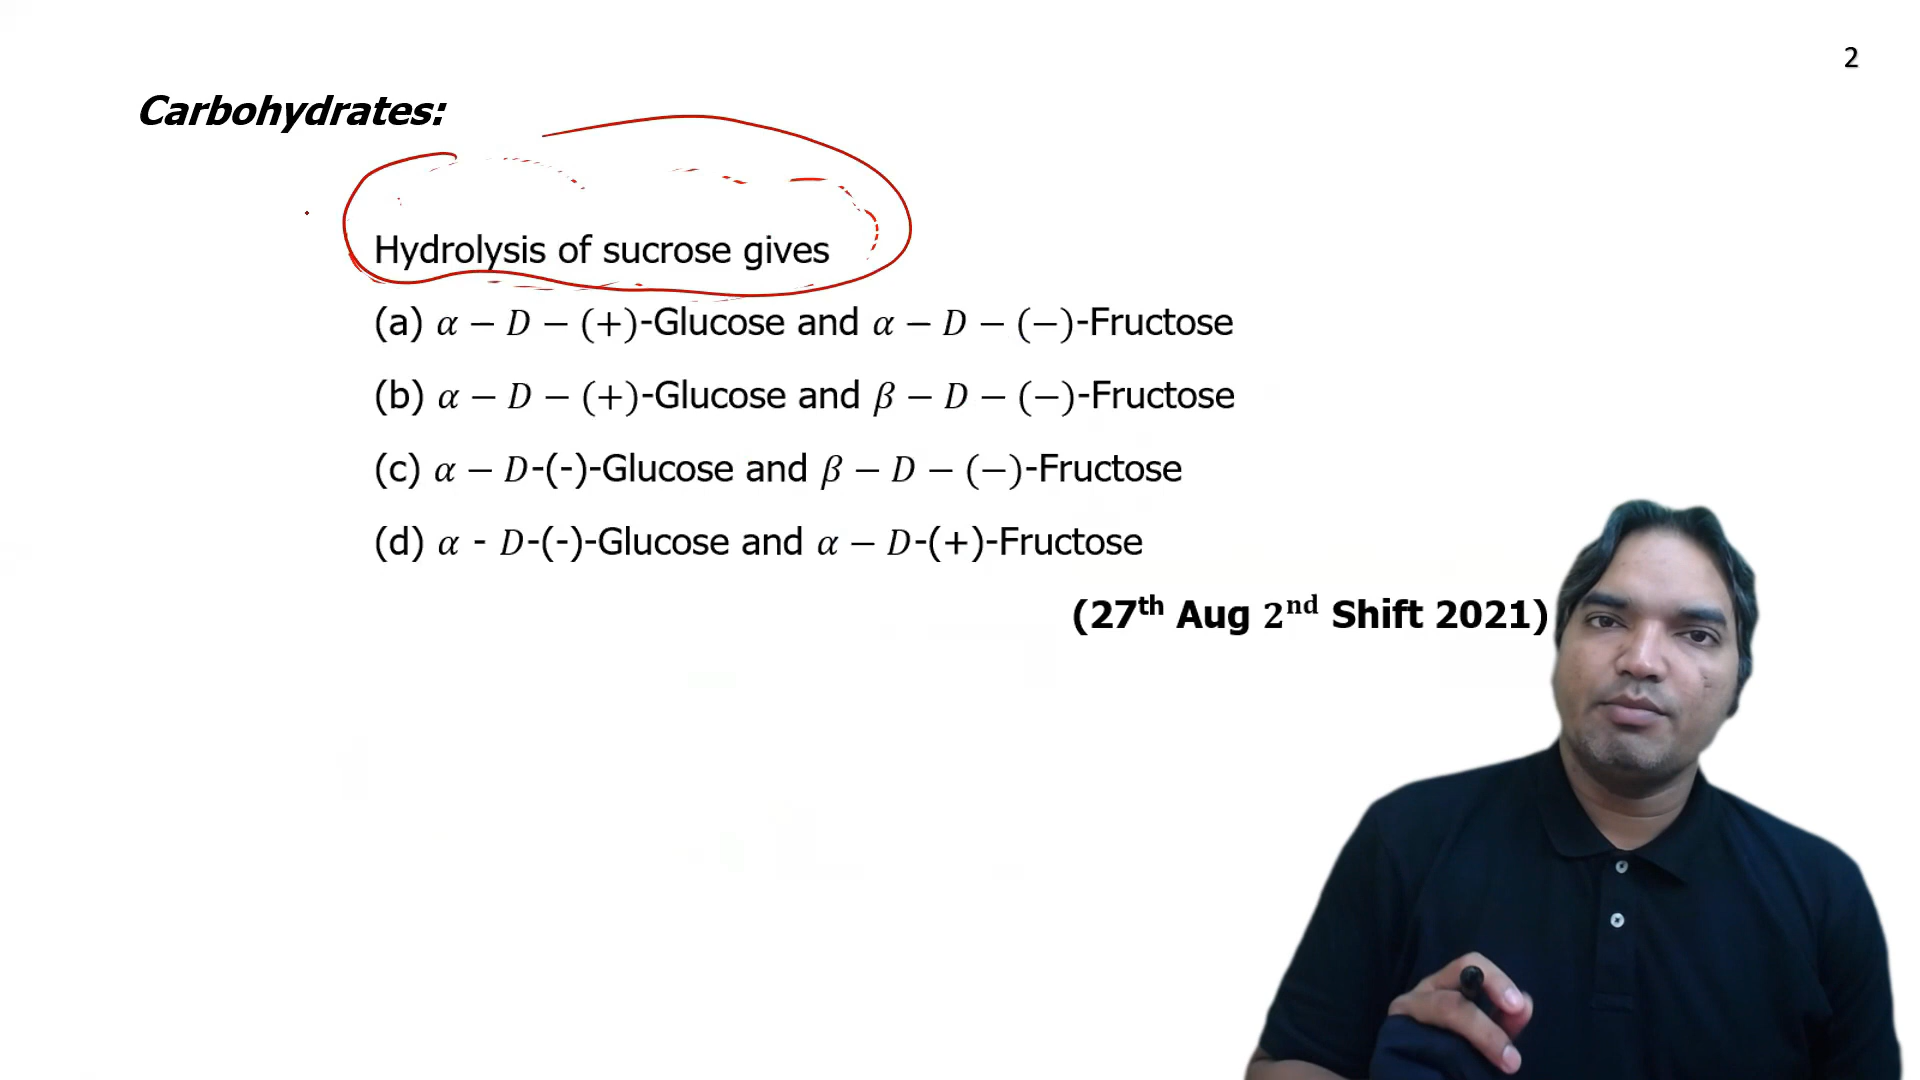 2
Carbohydrates:
Hydrolysis of sucrose gives
(a) α − D − (+)-Glucose and α − D − (−)-Fructose
(b) α − D − (+)-Glucose and β − D − (−)-Fructose
(c) α − D-(-)-Glucose and β − D − (−)-Fructose
(d) α - D-(-)-Glucose and α − D-(+)-Fructose
(27th Aug 2nd Shift 2021)